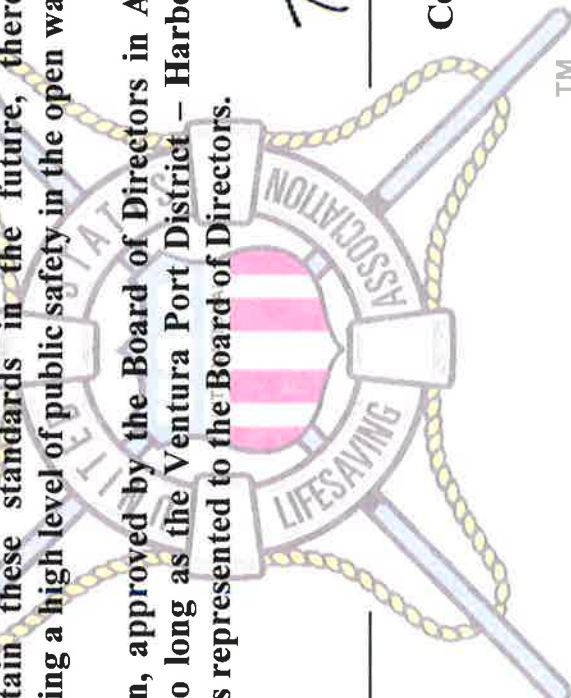 tain these standards in the future, there
ing a high level of public safety in the open wa
n, approved by the Board of Directors in A
o long as the Ventura Port District – Harbo
s represented to the Board of Directors.
Co
UNITED STATES
LIFESAVING ASSOCIATION
TM